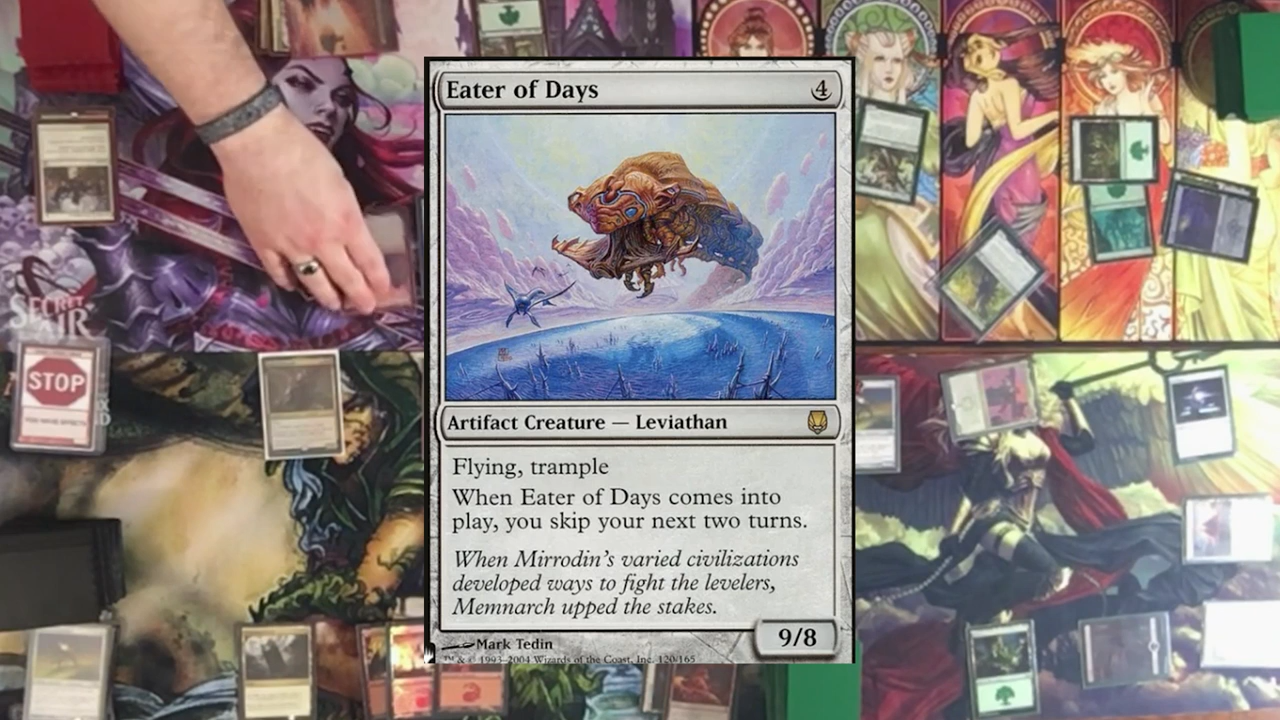 Eater of Days
4
Artifact Creature — Leviathan
Flying, trample
When Eater of Days comes into
play, you skip your next two turns.
When Mirrodin's varied civilizations
developed ways to fight the levelers,
Memnarch upped the stakes.
9/8
Mark Tedin
™ & © 1993–2004 Wizards of the Coast, Inc. 120/165
SECRET
LAIR
STOP